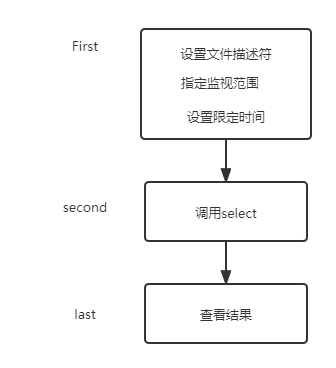 First
设置文件描述符
指定监视范围
设置限定时间
second
调用select
last
查看结果